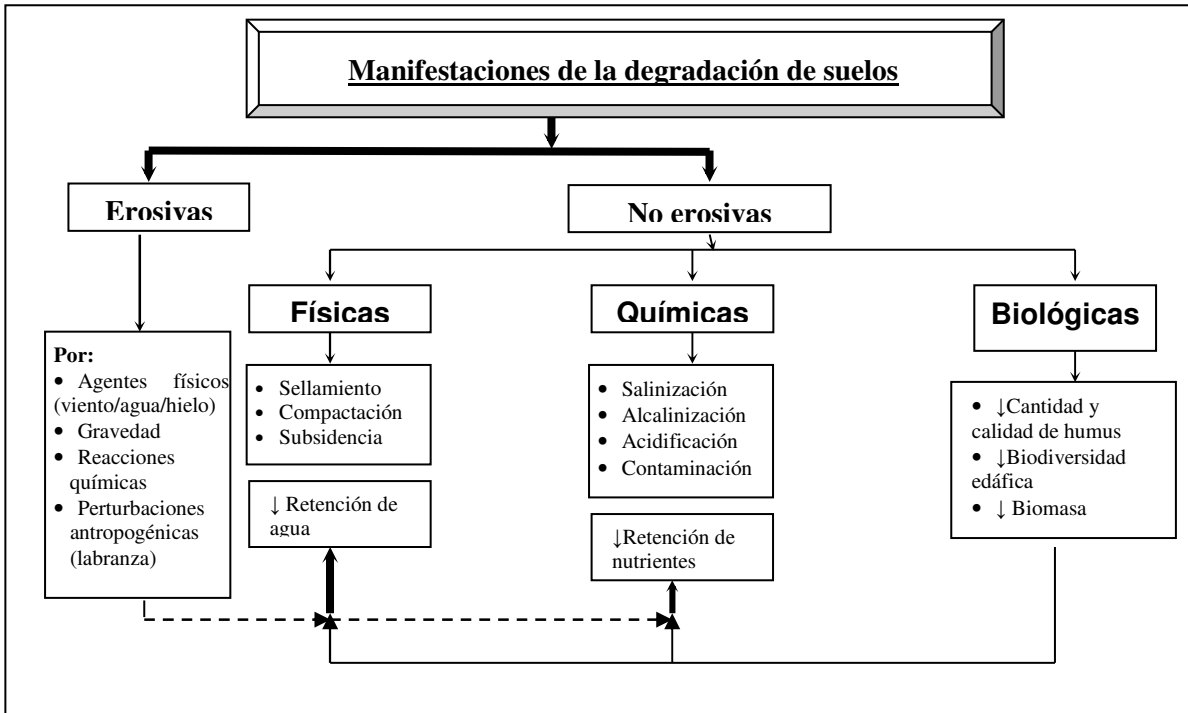 Manifestaciones de la degradación de suelos
Erosivas
No erosivas
Físicas
Químicas
Biológicas
Por:
• Agentes físicos
(viento/agua/hielo)
• Gravedad
• Reacciones
químicas
• Perturbaciones
antropogénicas
(labranza)
• Sellamiento
• Compactación
• Subsidencia
↓ Retención de
agua
• Salinización
• Alcalinización
• Acidificación
• Contaminación
↓Retención de
nutrientes
• ↓Cantidad y
calidad de humus
• ↓Biodiversidad
edáfica
• ↓ Biomasa